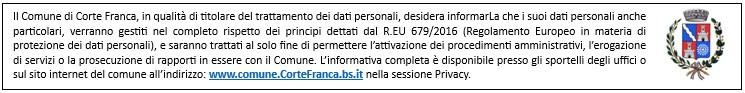 Il Comune di Corte Franca, in qualità di titolare del trattamento dei dati personali, desidera informarLa che i suoi dati personali anche
particolari, verranno gestiti nel completo rispetto dei principi dettati dal R.EU 679/2016 (Regolamento Europeo in materia di
protezione dei dati personali), e saranno trattati al solo fine di permettere l'attivazione dei procedimenti amministrativi, l'erogazione
di servizi o la prosecuzione di rapporti in essere con il Comune. L'informativa completa è disponibile presso gli sportelli degli uffici o
sul sito internet del comune all'indirizzo: www.comune.CorteFranca.bs.it nella sessione Privacy.